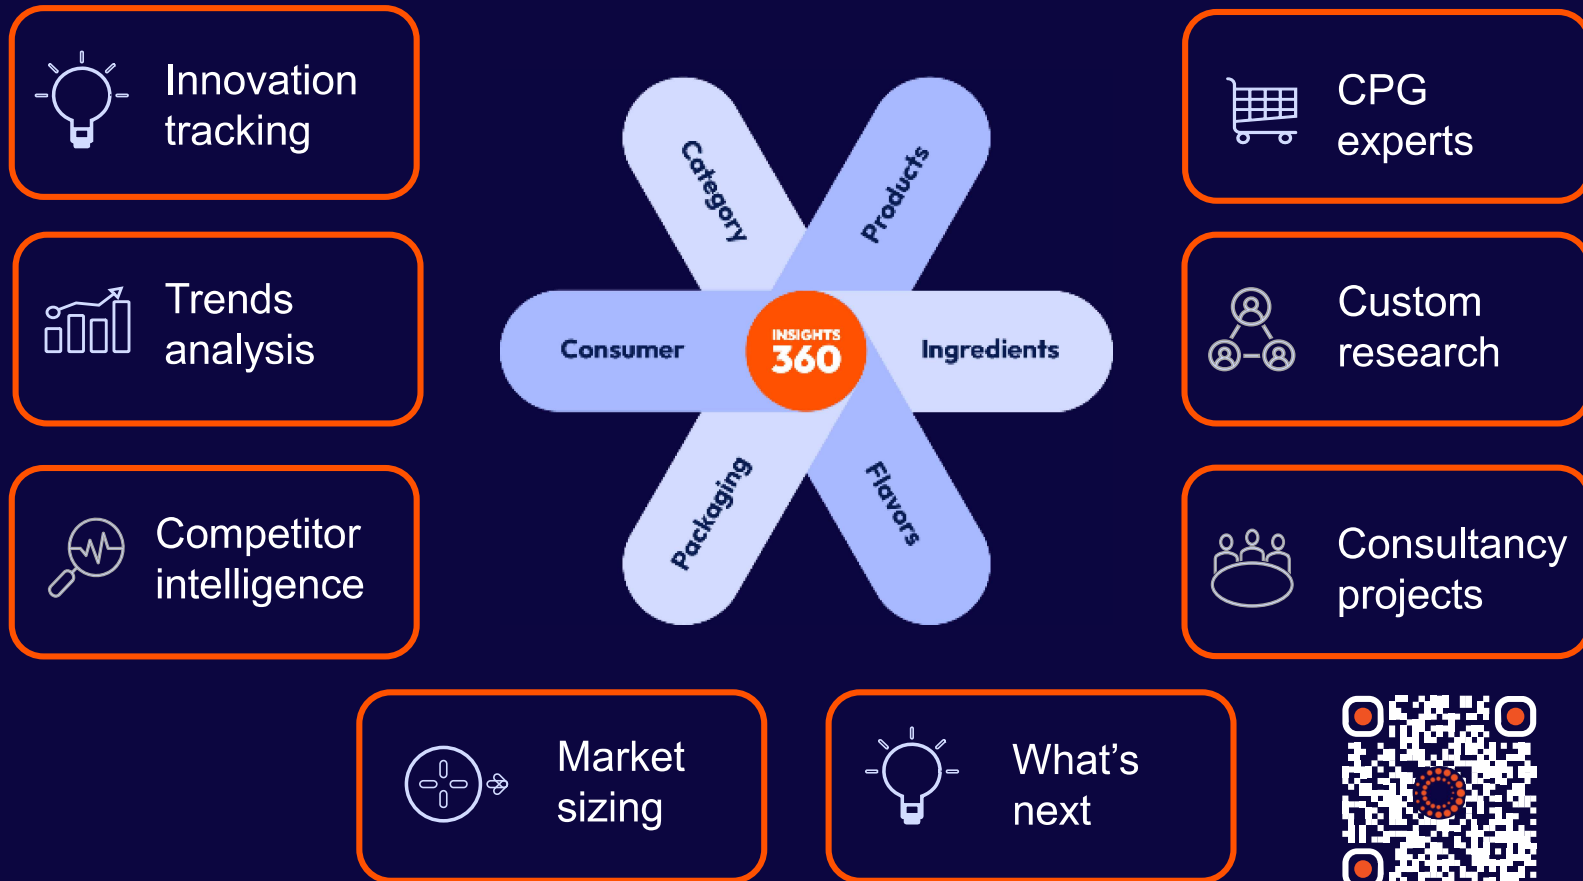 Innovation
tracking
Trends
analysis
Competitor
intelligence
Category
Products
Consumer
INSIGHTS
360
Ingredients
Packaging
Flavors
CPG
experts
Custom
research
Consultancy
projects
Market
sizing
What’s
next